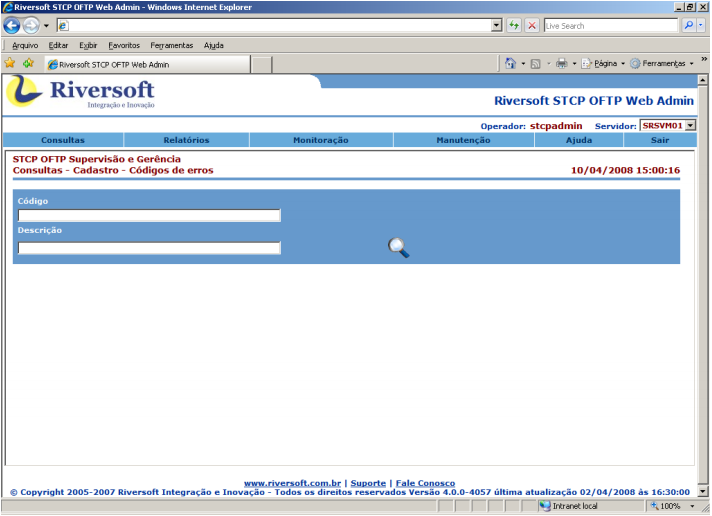 Riversoft STCP OFTP Web Admin - Windows Internet Explorer
Live Search
Arquivo Editar Exibir Favoritos Ferramentas Ajuda
Riversoft STCP OFTP Web Admin
Página Ferramentas
Riversoft
Integração e Inovação
Riversoft STCP OFTP Web Admin
Operador: stcpadmin Servidor: SRSVM01
Consultas Relatórios Monitoração Manutenção Ajuda Sair
STCP OFTP Supervisão e Gerência
Consultas - Cadastro - Códigos de erros 10/04/2008 15:00:16
Código
Descrição
www.riversoft.com.br | Suporte | Fale Conosco
© Copyright 2005-2007 Riversoft Integração e Inovação - Todos os direitos reservados Versão 4.0.0-4057 última atualização 02/04/2008 às 16:30:00
Intranet local 100%